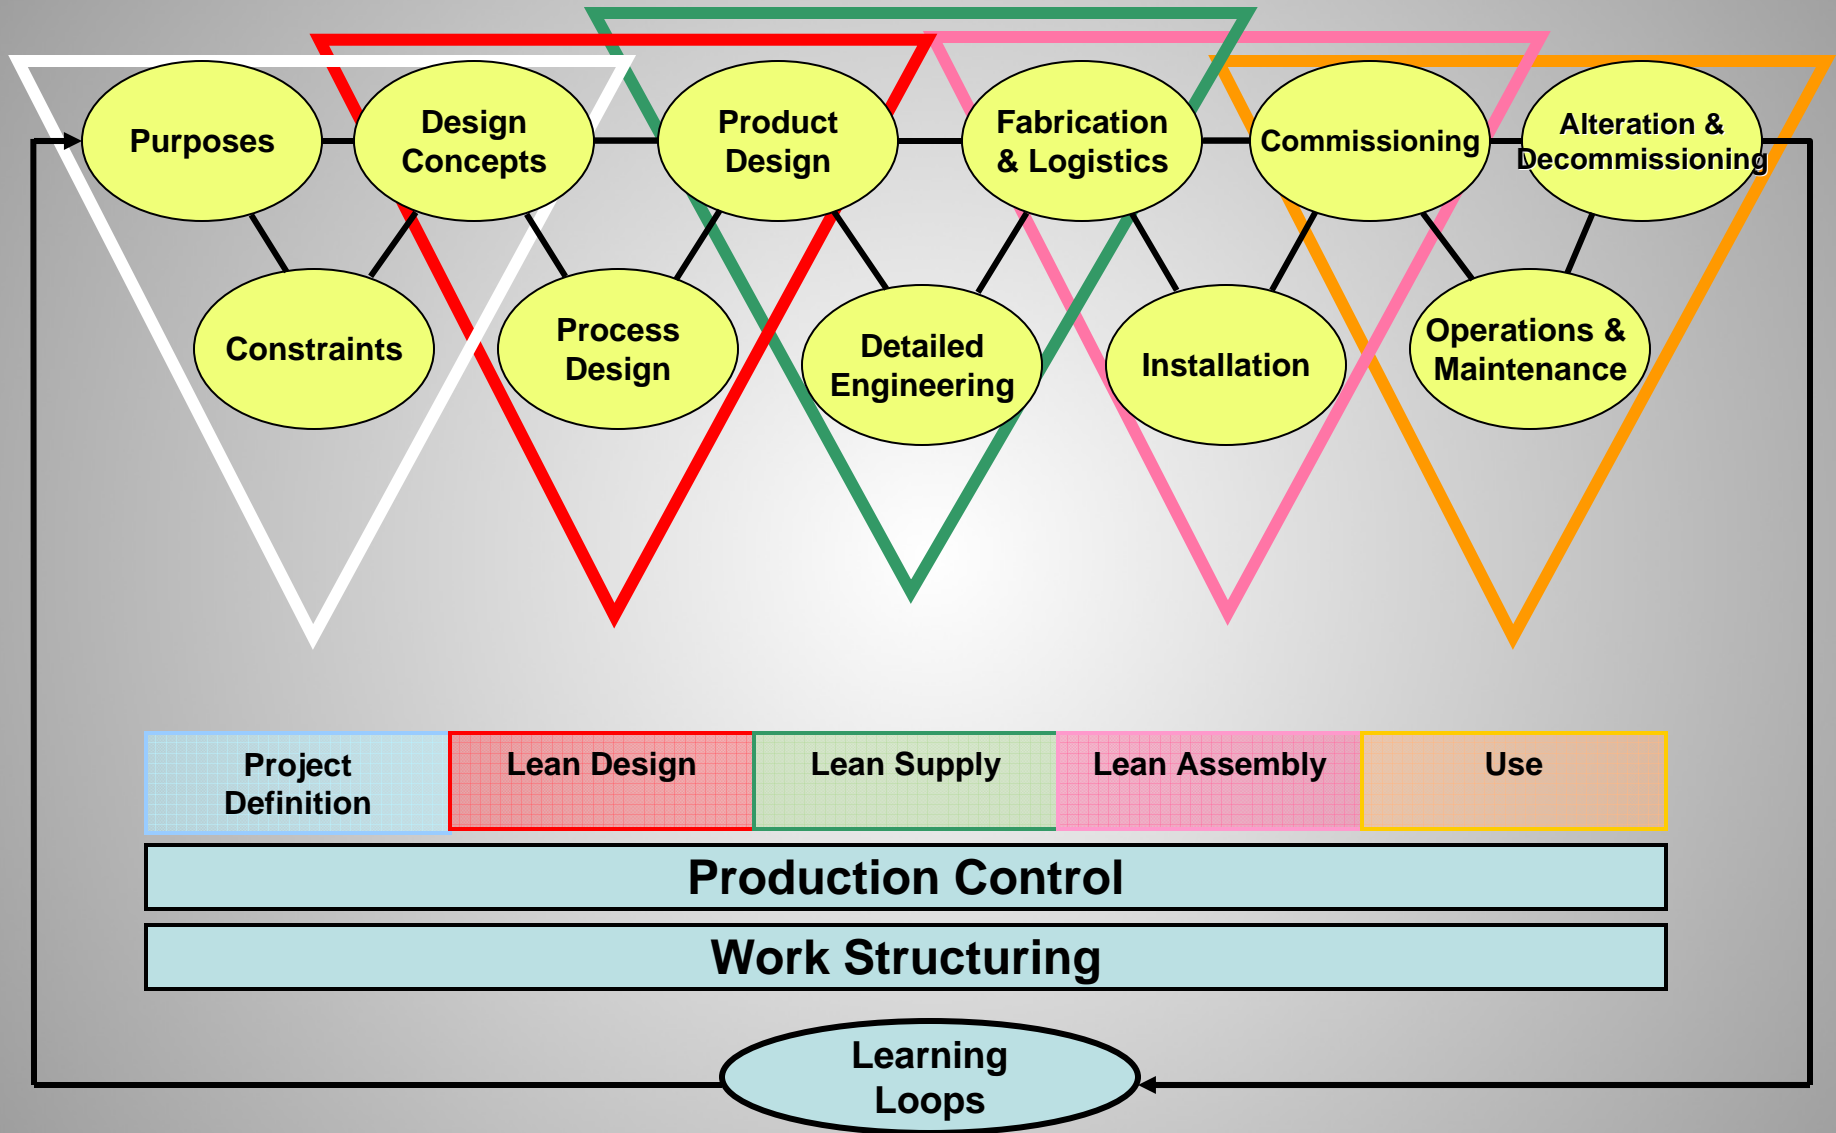 Purposes
Design
Concepts
Product
Design
Fabrication
& Logistics
Commissioning
Alteration &
Decommissioning
Constraints
Process
Design
Detailed
Engineering
Installation
Operations &
Maintenance
Project
Definition
Lean Design
Lean Supply
Lean Assembly
Use
Production Control
Work Structuring
Learning
Loops